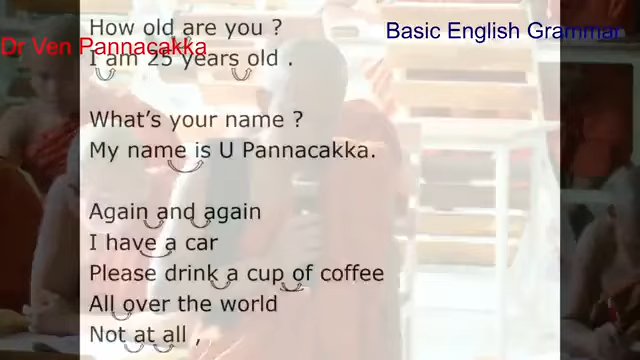 How old are you ?
Basic English Grammar
Dr Ven Pannacakka
I am 25 years old .
What's your name ?
My name is U Pannacakka.
Again and again
I have a car
Please drink a cup of coffee
All over the world
Not at all ,